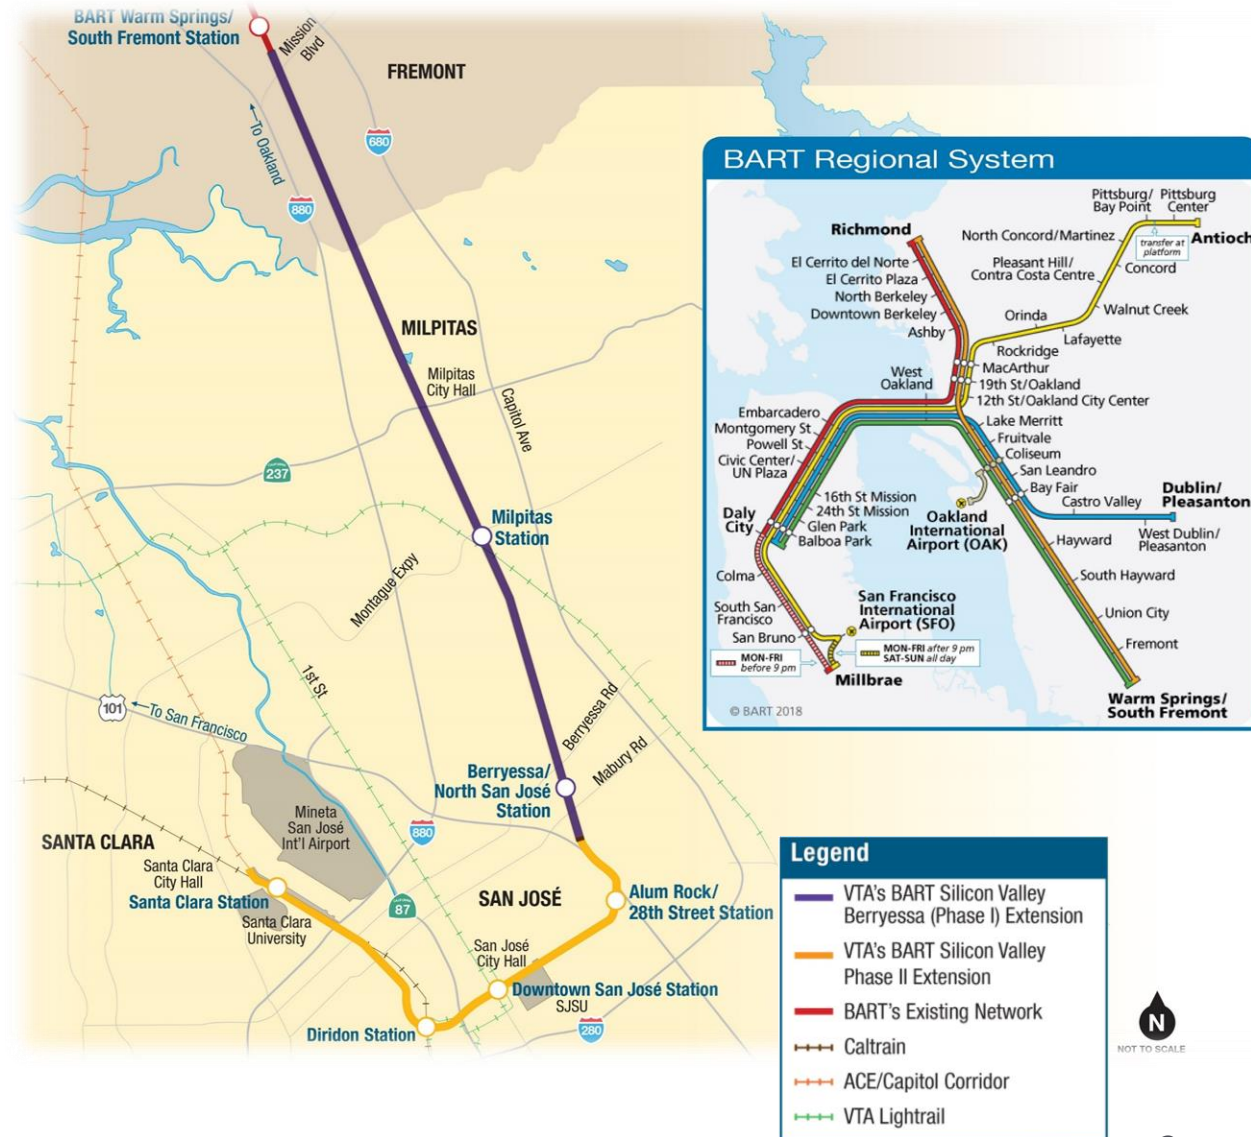 BART Warm Springs/
South Fremont Station
Mission
Blvd
FREMONT
To Oakland
680
880
MILPITAS
Milpitas
City Hall
Capitol Ave
237
Milpitas
Station
Montague Expy
1st St
101
To San Francisco
Berryessa Rd
Mabury Rd
Berryessa/
North San José
Station
Mineta
San José
Int'l Airport
880
SANTA CLARA
Santa Clara
City Hall
Santa Clara Station
Santa Clara
University
CALIFORNIA
87
SAN JOSÉ
Alum Rock/
28th Street Station
San José
City Hall
Downtown San José Station
SJSU
Diridon Station
280
BART Regional System
Pittsburg/
Bay Point
Pittsburg
Center
Richmond
North Concord/Martinez
transfer at
platform
Antioch
El Cerrito del Norte
Pleasant Hill/
Contra Costa Centre
Concord
El Cerrito Plaza
North Berkeley
Downtown Berkeley
Orinda
Walnut Creek
Ashby
Lafayette
Rockridge
MacArthur
West
Oakland
19th St/Oakland
12th St/Oakland City Center
Embarcadero
Lake Merritt
Montgomery St
Fruitvale
Powell St
Coliseum
Civic Center/
UN Plaza
San Leandro
Bay Fair
16th St Mission
Castro Valley
Dublin/
Pleasanton
24th St Mission
Daly
City
Glen Park
Oakland
International
Airport (OAK)
Balboa Park
West Dublin/
Pleasanton
Hayward
Colma
South Hayward
San Francisco
International
Airport (SFO)
South San
Francisco
Union City
San Bruno
Fremont
MON-FRI
before 9 pm
MON-FRI after 9 pm
SAT-SUN all day
Millbrae
Warm Springs/
South Fremont
© BART 2018
Legend
VTA's BART Silicon Valley
Berryessa (Phase I) Extension
VTA's BART Silicon Valley
Phase II Extension
BART's Existing Network
Caltrain
ACE/Capitol Corridor
VTA Lightrail
N
NOT TO SCALE